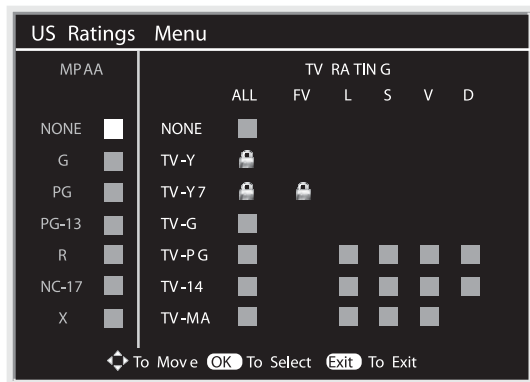 US Ratings Menu
MPAA TV RATING
ALL FV L S V D
NONE NONE
G TV-Y
PG TV-Y7
PG-13 TV-G
R TV-PG
NC-17 TV-14
X TV-MA
To Move OK To Select Exit To Exit